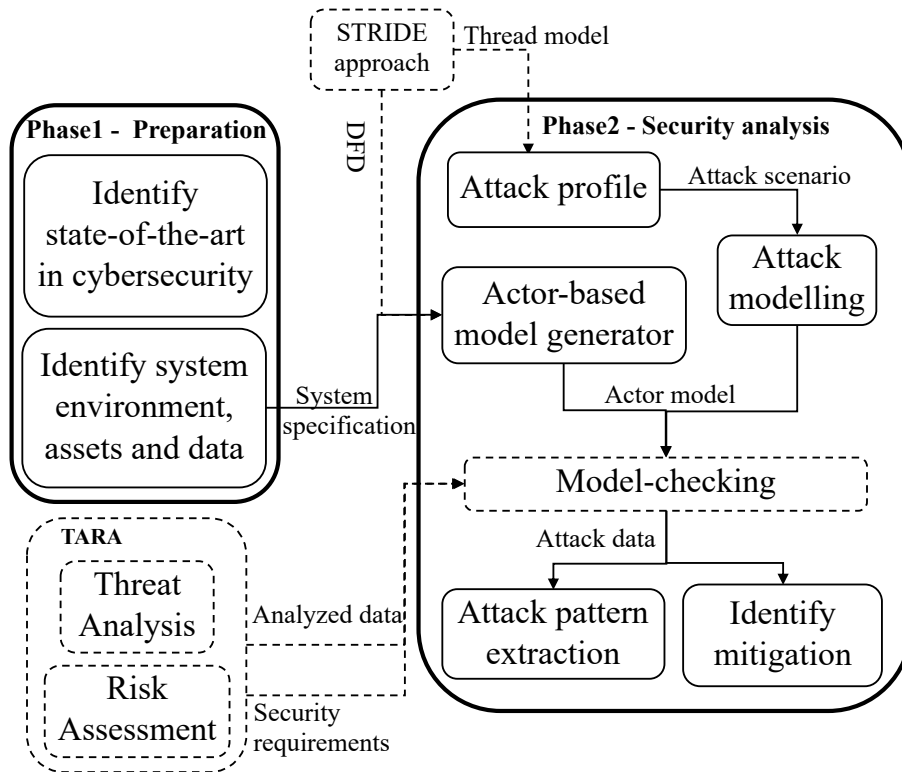 STRIDE
approach
Thread model
DFD
Phase1 - Preparation
Identify
state-of-the-art
in cybersecurity
Identify system
environment,
assets and data
System
specification
Phase2 - Security analysis
Attack profile
Attack scenario
Attack
modelling
Actor-based
model generator
Actor model
Model-checking
Attack data
Attack pattern
extraction
Identify
mitigation
TARA
Threat
Analysis
Risk
Assessment
Analyzed data
Security
requirements